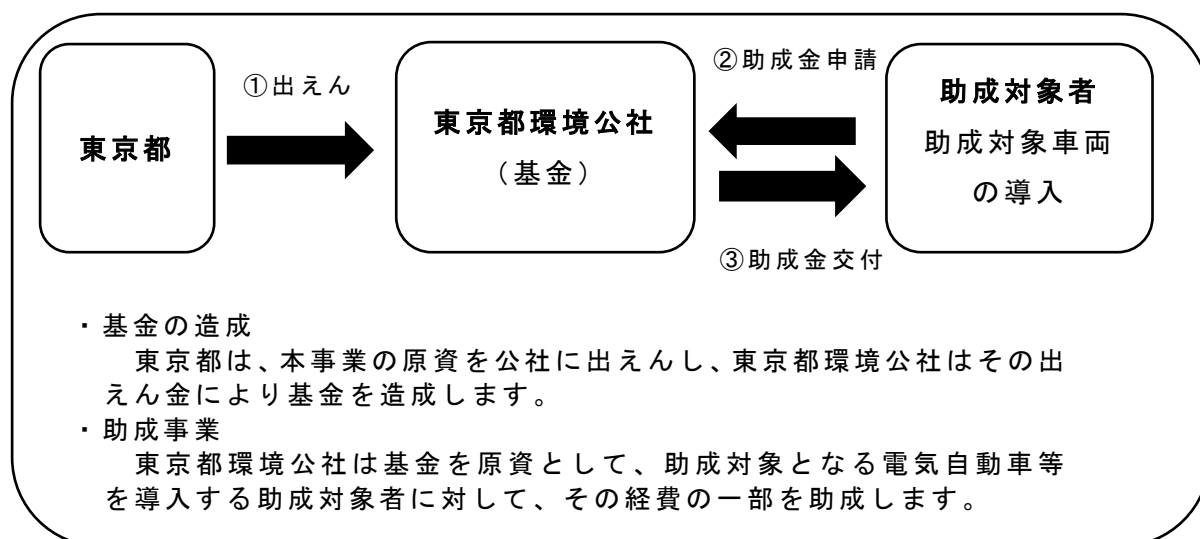 東京都
①出えん
東京都環境公社
（基金）
②助成金申請
③助成金交付
助成対象者
助成対象車両
の導入
・基金の造成
東京都は、本事業の原資を公社に出えんし、東京都環境公社はその出
えん金により基金を造成します。
・助成事業
東京都環境公社は基金を原資として、助成対象となる電気自動車等
を導入する助成対象者に対して、その経費の一部を助成します。